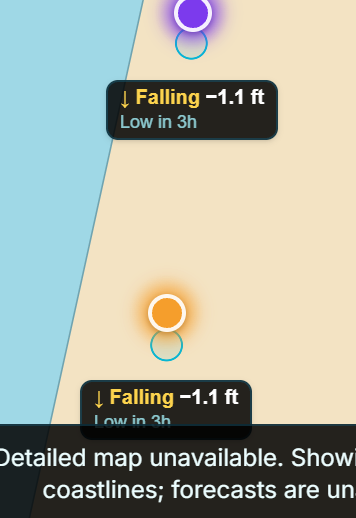 ↓ Falling −1.1 ft
Low in 3h
↓ Falling −1.1 ft
Low in 3h
Detailed map unavailable. Showi
coastlines; forecasts are un